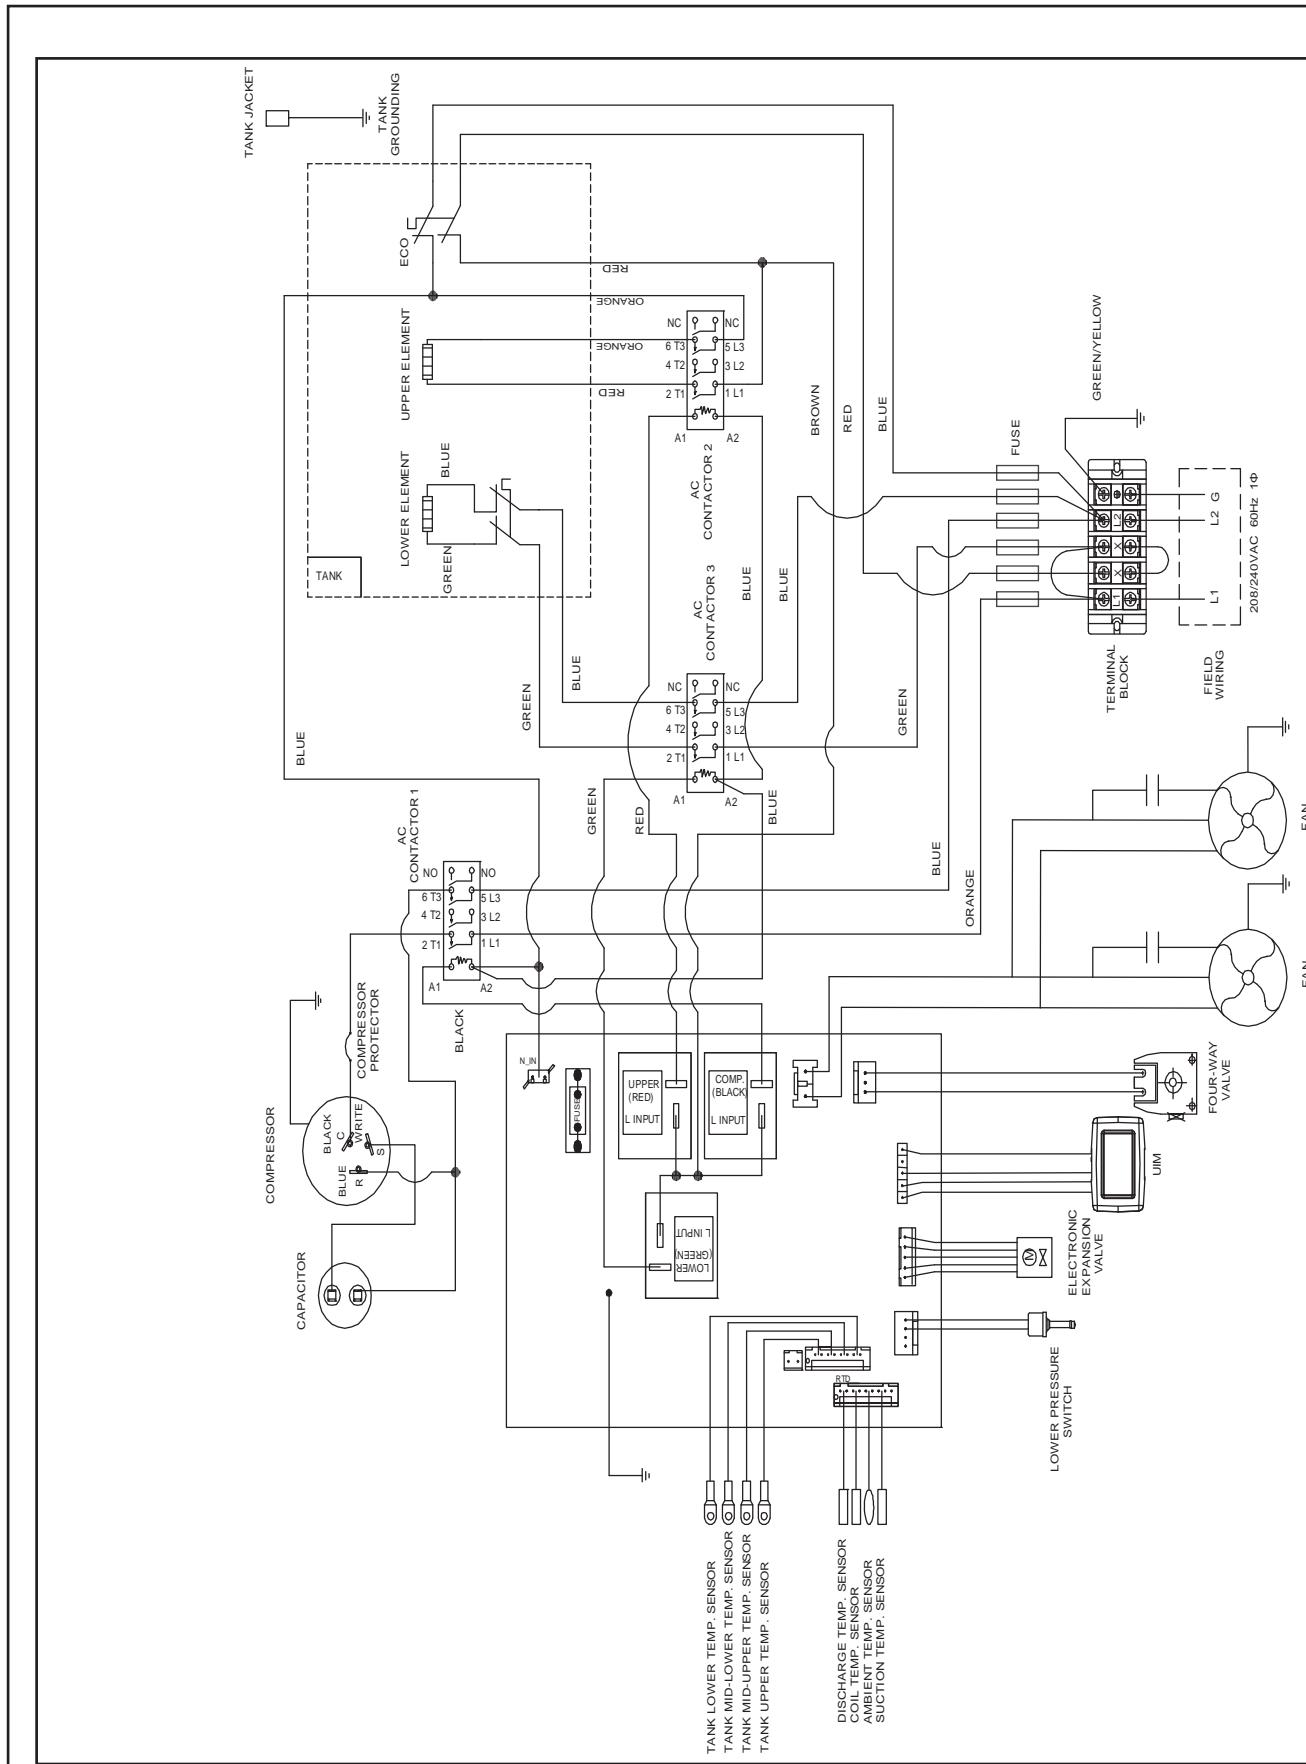 TANK JACKET
TANK
GROUNDING
ECO
RED
ORANGE
UPPER ELEMENT
ORANGE
RED
LOWER ELEMENT
BLUE
GREEN
TANK
NC
NC
6 T3
5 L3
4 T2
3 L2
2 T1
1 L1
A1
A2
AC
CONTACTOR 2
BROWN
RED
BLUE
FUSE
GREEN/YELLOW
L2
X
X
L1
TERMINAL
BLOCK
G
L2
L1
208/240VAC 60Hz 1Φ
FIELD
WIRING
AC
CONTACTOR 3
BLUE
BLUE
NC
NC
6 T3
5 L3
4 T2
3 L2
2 T1
1 L1
A1
A2
BLUE
GREEN
BLUE
GREEN
BLUE
GREEN
RED
BLUE
ORANGE
AC
CONTACTOR 1
NO
NO
6 T3
5 L3
4 T2
3 L2
2 T1
1 L1
A1
A2
BLACK
COMPRESSOR
PROTECTOR
COMPRESSOR
BLACK
C
WRITE
S
BLUE
R
CAPACITOR
N_IN
FUSE
UPPER
(RED)
L INPUT
COMP.
(BLACK)
L INPUT
LOWER
(GREEN)
L INPUT
FAN
FAN
FOUR-WAY
VALVE
UIM
ELECTRONIC
EXPANSION
VALVE
M
LOWER PRESSURE
SWITCH
RTD
TANK LOWER TEMP. SENSOR
TANK MID-LOWER TEMP. SENSOR
TANK MID-UPPER TEMP. SENSOR
TANK UPPER TEMP. SENSOR
DISCHARGE TEMP. SENSOR
COIL TEMP. SENSOR
AMBIENT TEMP. SENSOR
SUCTION TEMP. SENSOR